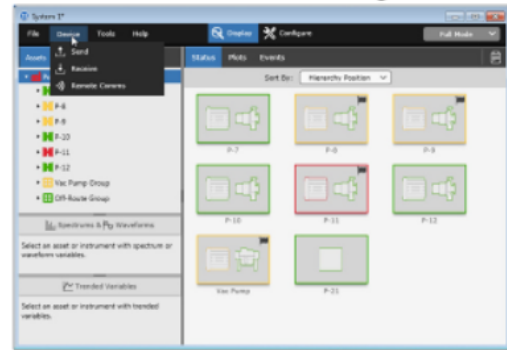 System 1*
File Device Tools Help Display Configure Full Mode
Assets Status Plots Events
Send
Receive
Remote Comms
Sort By: Hierarchy Position
P-8
P-9
P-10
P-11
P-12
Vac Pump Group
Off-Route Group
P-7 P-8 P-9
P-10 P-11 P-12
Vac Pump P-21
Spectrums & Waveforms
Select an asset or instrument with spectrum or
waveform variables.
Trended Variables
Select an asset or instrument with trended
variables.